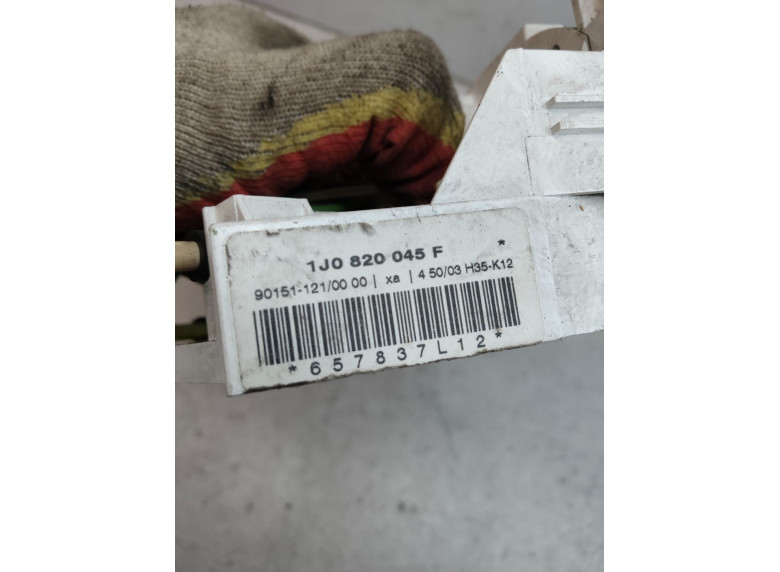 1J0 820 045 F *
90151-121/00 00 | xa | 4 50/03 H35-K12
*657837L12*